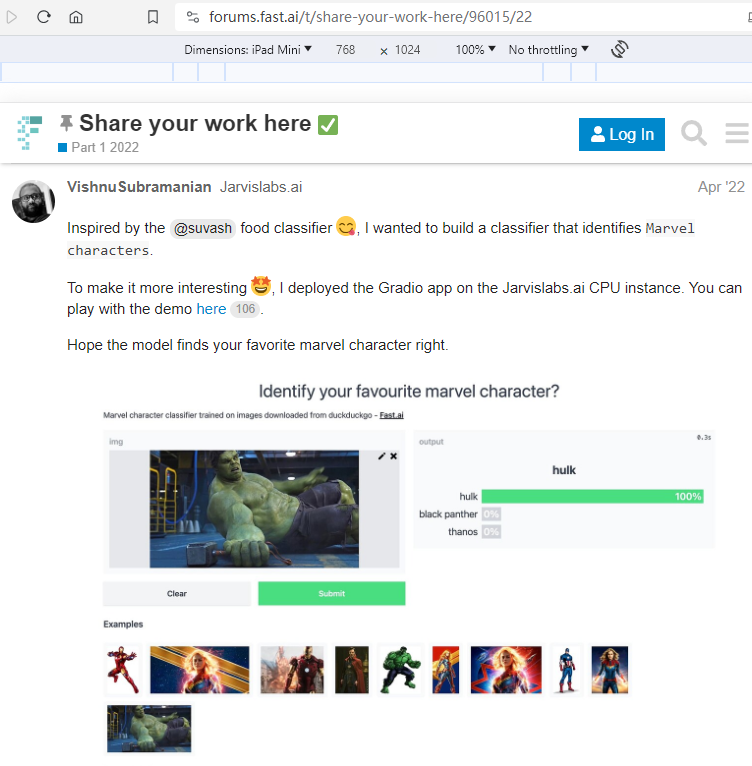 forums.fast.ai/t/share-your-work-here/96015/22
Dimensions: iPad Mini ▼ 768 × 1024 100% ▼ No throttling ▼
Share your work here ✅
Part 1 2022
Log In
VishnuSubramanian Jarvislabs.ai Apr '22
Inspired by the @suvash food classifier 😋, I wanted to build a classifier that identifies Marvel
characters.
To make it more interesting 🤩, I deployed the Gradio app on the Jarvislabs.ai CPU instance. You can
play with the demo here 106.
Hope the model finds your favorite marvel character right.
Identify your favourite marvel character?
Marvel character classifier trained on images downloaded from duckduckgo - Fast.ai
img
output 0.3s
hulk
hulk 100%
black panther 0%
thanos 0%
Clear Submit
Examples